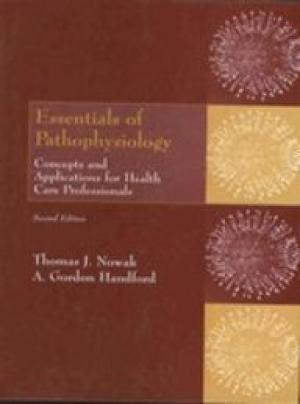 Essentials of
Pathophysiology
Concepts and
Applications for Health
Care Professionals
Second Edition
Thomas J. Nowak
A. Gordon Handford